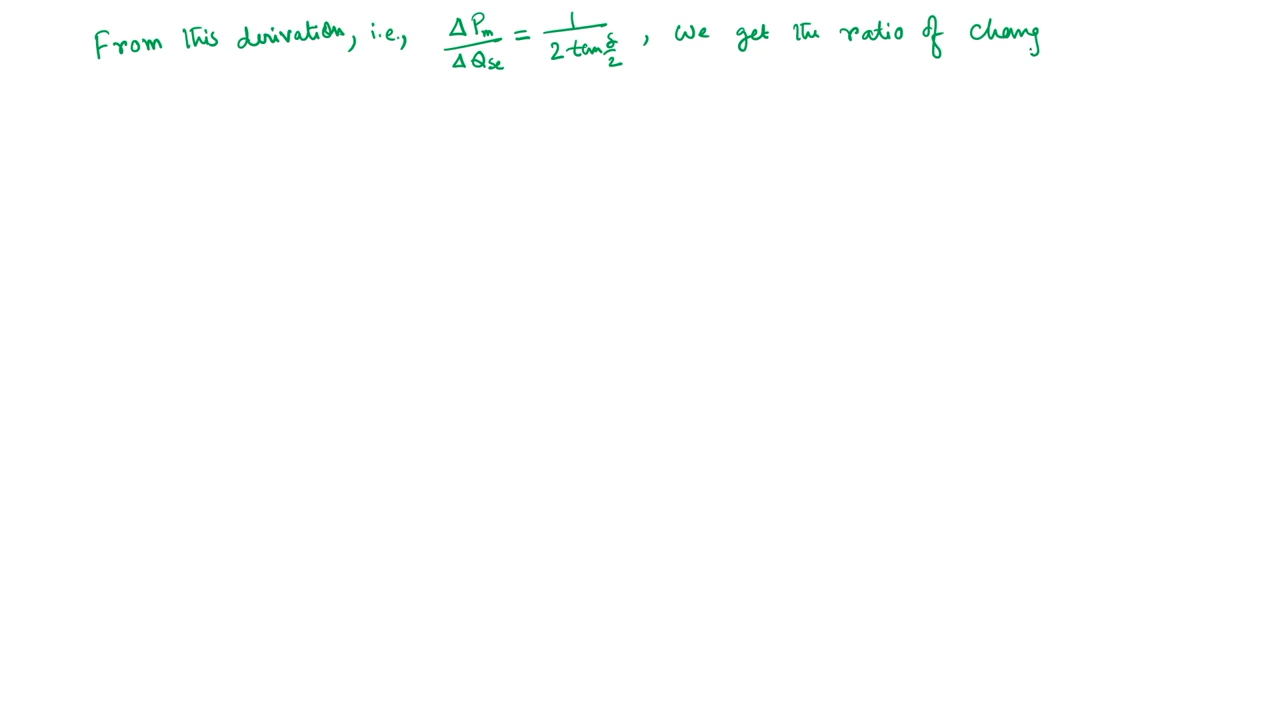 From this derivation, i.e., ΔPm/ΔQse = 1/(2 tan δ/2), we get the ratio of chang